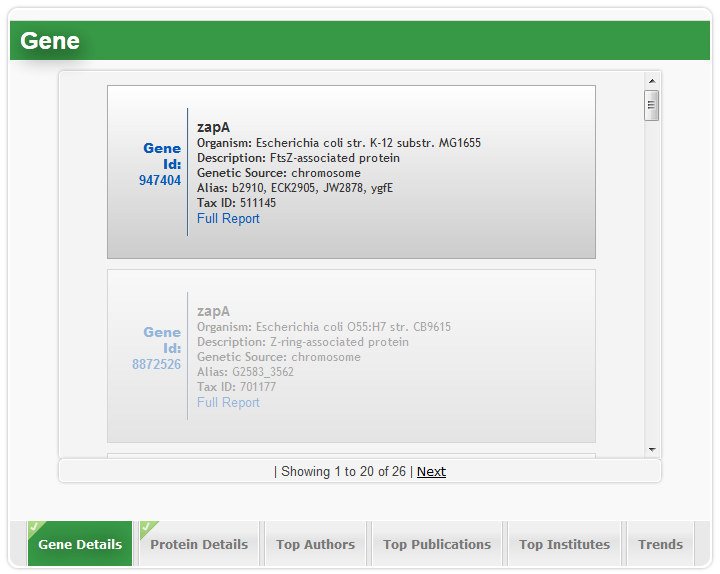 Gene
Gene
Id:
947404
zapA
Organism: Escherichia coli str. K-12 substr. MG1655
Description: FtsZ-associated protein
Genetic Source: chromosome
Alias: b2910, ECK2905, JW2878, ygfE
Tax ID: 511145
Full Report
Gene
Id:
8872526
zapA
Organism: Escherichia coli O55:H7 str. CB9615
Description: Z-ring-associated protein
Genetic Source: chromosome
Alias: G2583_3562
Tax ID: 701177
Full Report
| Showing 1 to 20 of 26 | Next
Gene Details
Protein Details
Top Authors
Top Publications
Top Institutes
Trends